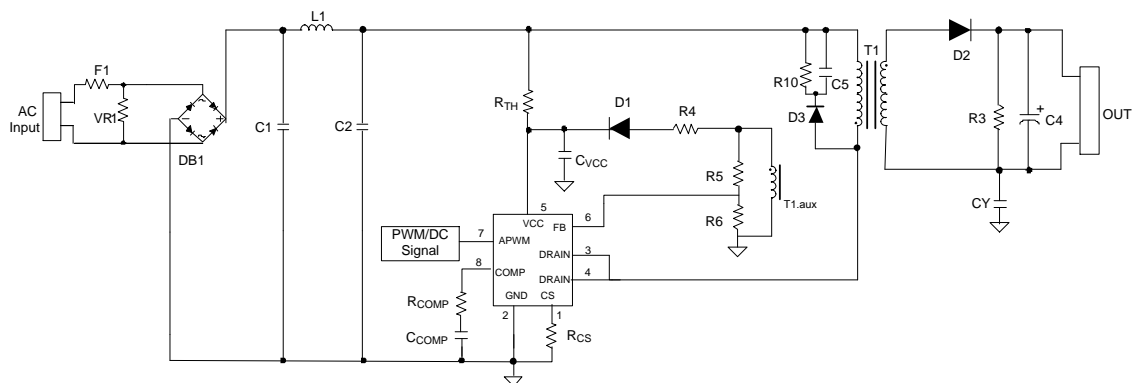 L1
T1
F1
AC
Input
VR1
DB1
C1
C2
RTH
D1
R4
R10
C5
D3
D2
R3
+
C4
OUT
CVCC
R5
R6
T1.aux
CY
5
VCC
6
FB
PWM/DC
Signal
7
APWM
3
DRAIN
8
COMP
4
DRAIN
GND
CS
2
1
RCOMP
CCOMP
RCS